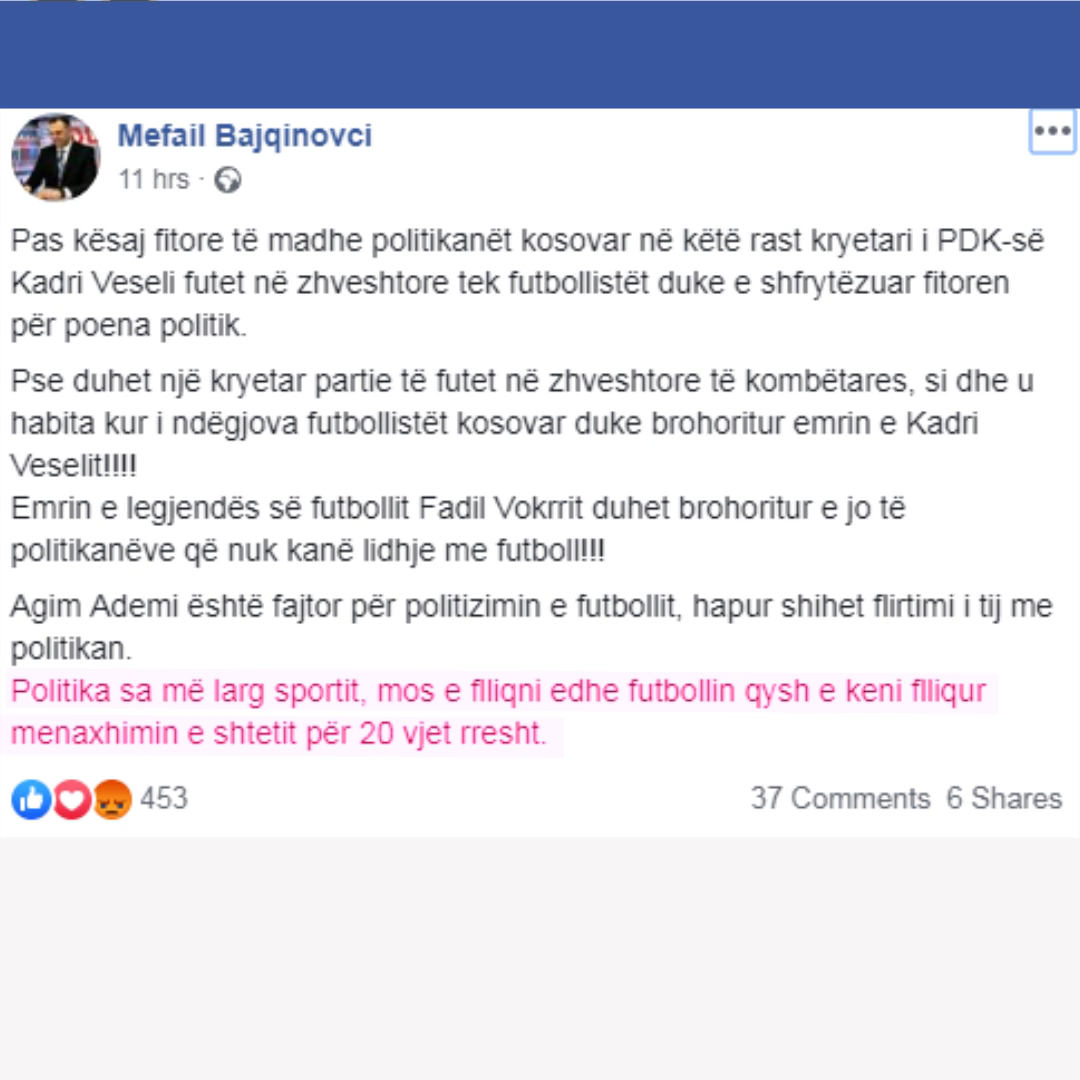 Mefail Bajqinovci
11 hrs ·
Pas kësaj fitore të madhe politikanët kosovar në këtë rast kryetari i PDK-së
Kadri Veseli futet në zhveshtore tek futbollistët duke e shfrytëzuar fitoren
për poena politik.
Pse duhet një kryetar partie të futet në zhveshtore të kombëtares, si dhe u
habita kur i ndëgjova futbollistët kosovar duke brohoritur emrin e Kadri
Veselit!!!!
Emrin e legjendës së futbollit Fadil Vokrrit duhet brohoritur e jo të
politikanëve që nuk kanë lidhje me futboll!!!
Agim Ademi është fajtor për politizimin e futbollit, hapur shihet flirtimi i tij me
politikan.
Politika sa më larg sportit, mos e flliqni edhe futbollin qysh e keni flliqur
menaxhimin e shtetit për 20 vjet rresht.
453
37 Comments 6 Shares